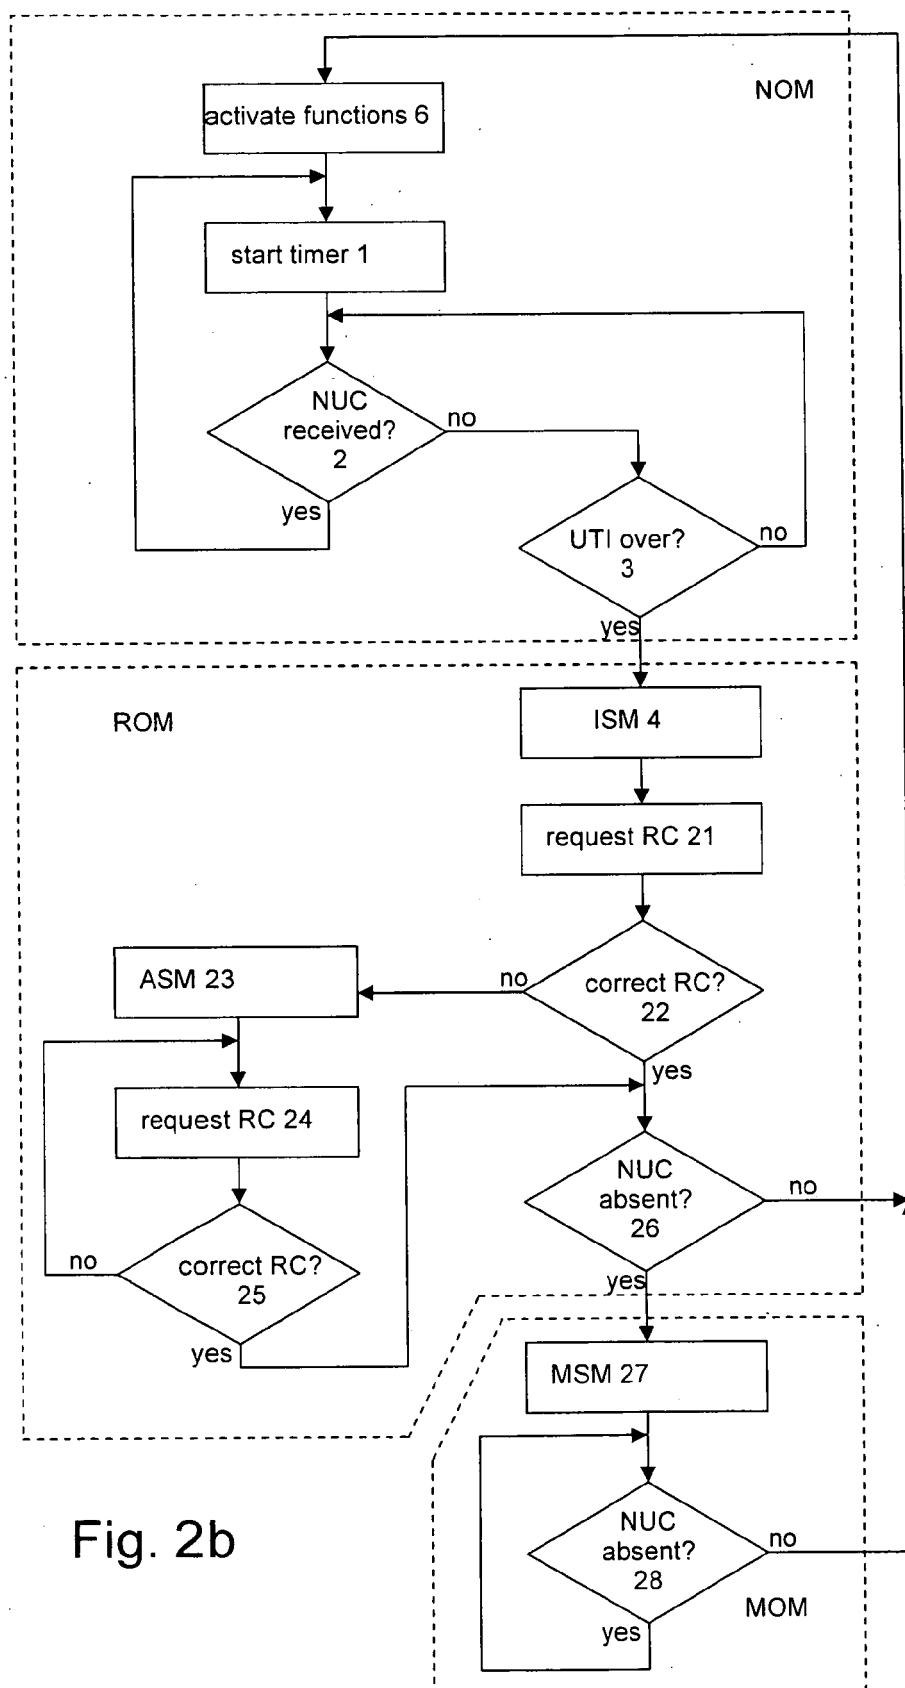 NOM
activate functions 6
start timer 1
NUC
received?
2
no
yes
UTI over?
3
no
yes
ROM
ISM 4
request RC 21
correct RC?
22
no
yes
ASM 23
request RC 24
correct RC?
25
no
yes
NUC
absent?
26
no
yes
MSM 27
NUC
absent?
28
no
yes
MOM
Fig. 2b